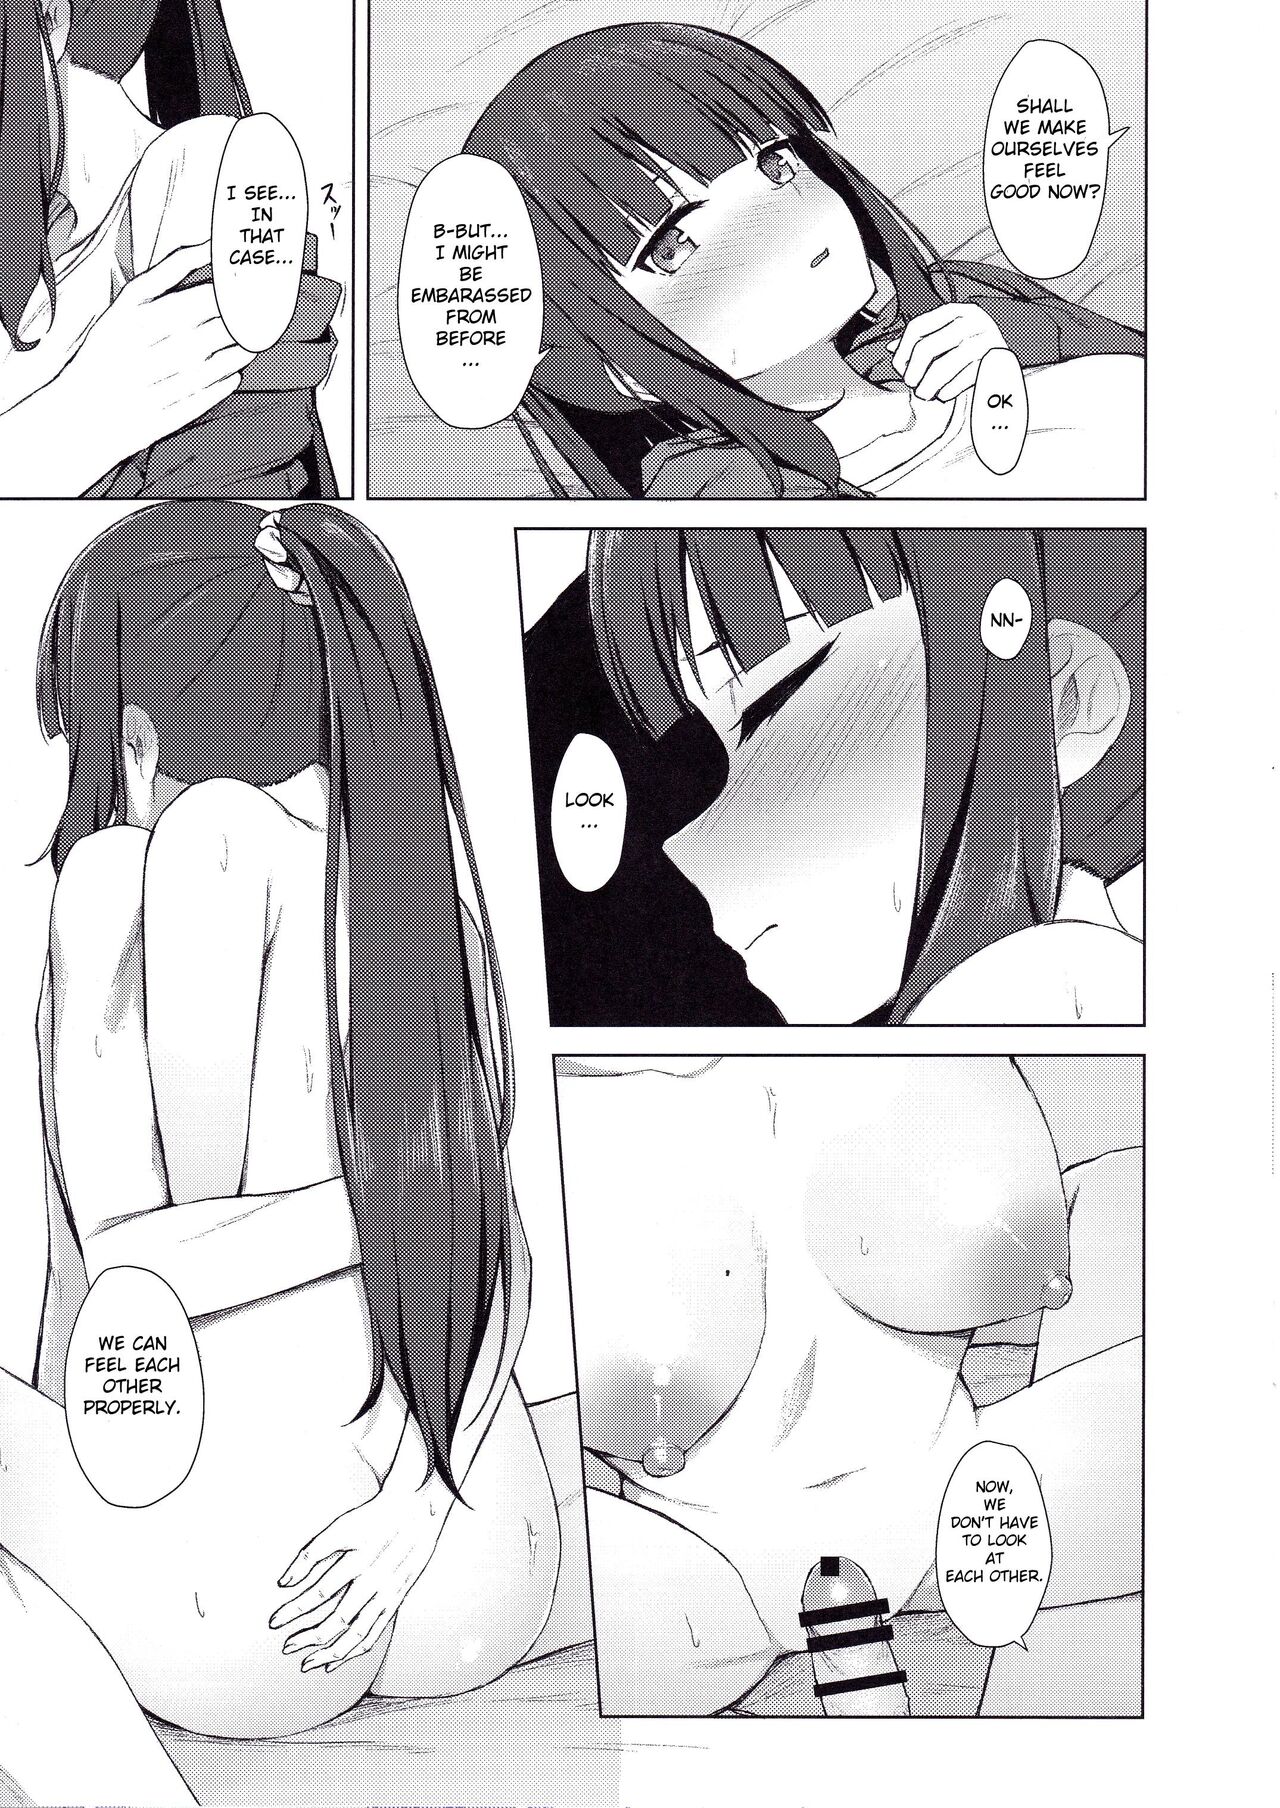 SHALL
WE MAKE
OURSELVES
FEEL
GOOD NOW?
B-BUT...
I MIGHT
BE
EMBARASSED
FROM
BEFORE
...
OK
...
I SEE...
IN
THAT
CASE...
スッー
NN-
LOOK
...
NOW,
WE
DON'T HAVE
TO LOOK
AT
EACH OTHER.
WE CAN
FEEL EACH
OTHER
PROPERLY.